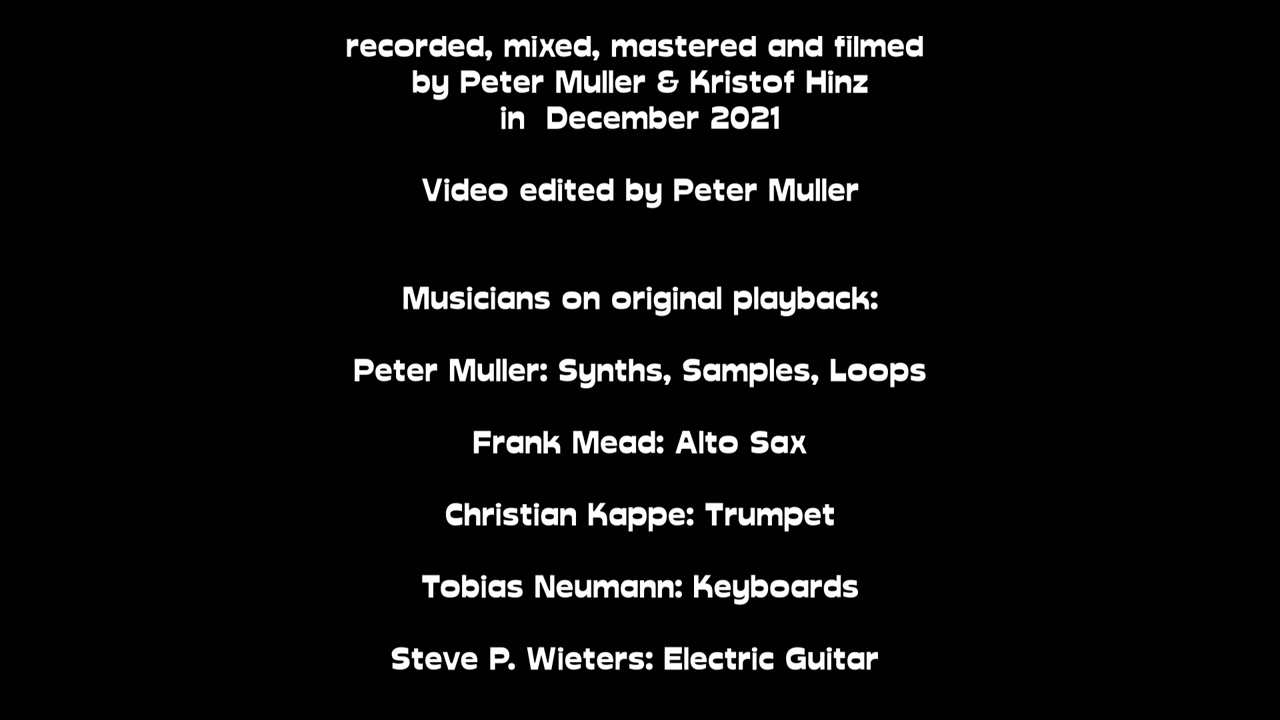 recorded, mixed, mastered and filmed
by Peter Muller & Kristof Hinz
in  December 2021
Video edited by Peter Muller
Musicians on original playback:
Peter Muller: Synths, Samples, Loops
Frank Mead: Alto Sax
Christian Kappe: Trumpet
Tobias Neumann: Keyboards
Steve P. Wieters: Electric Guitar